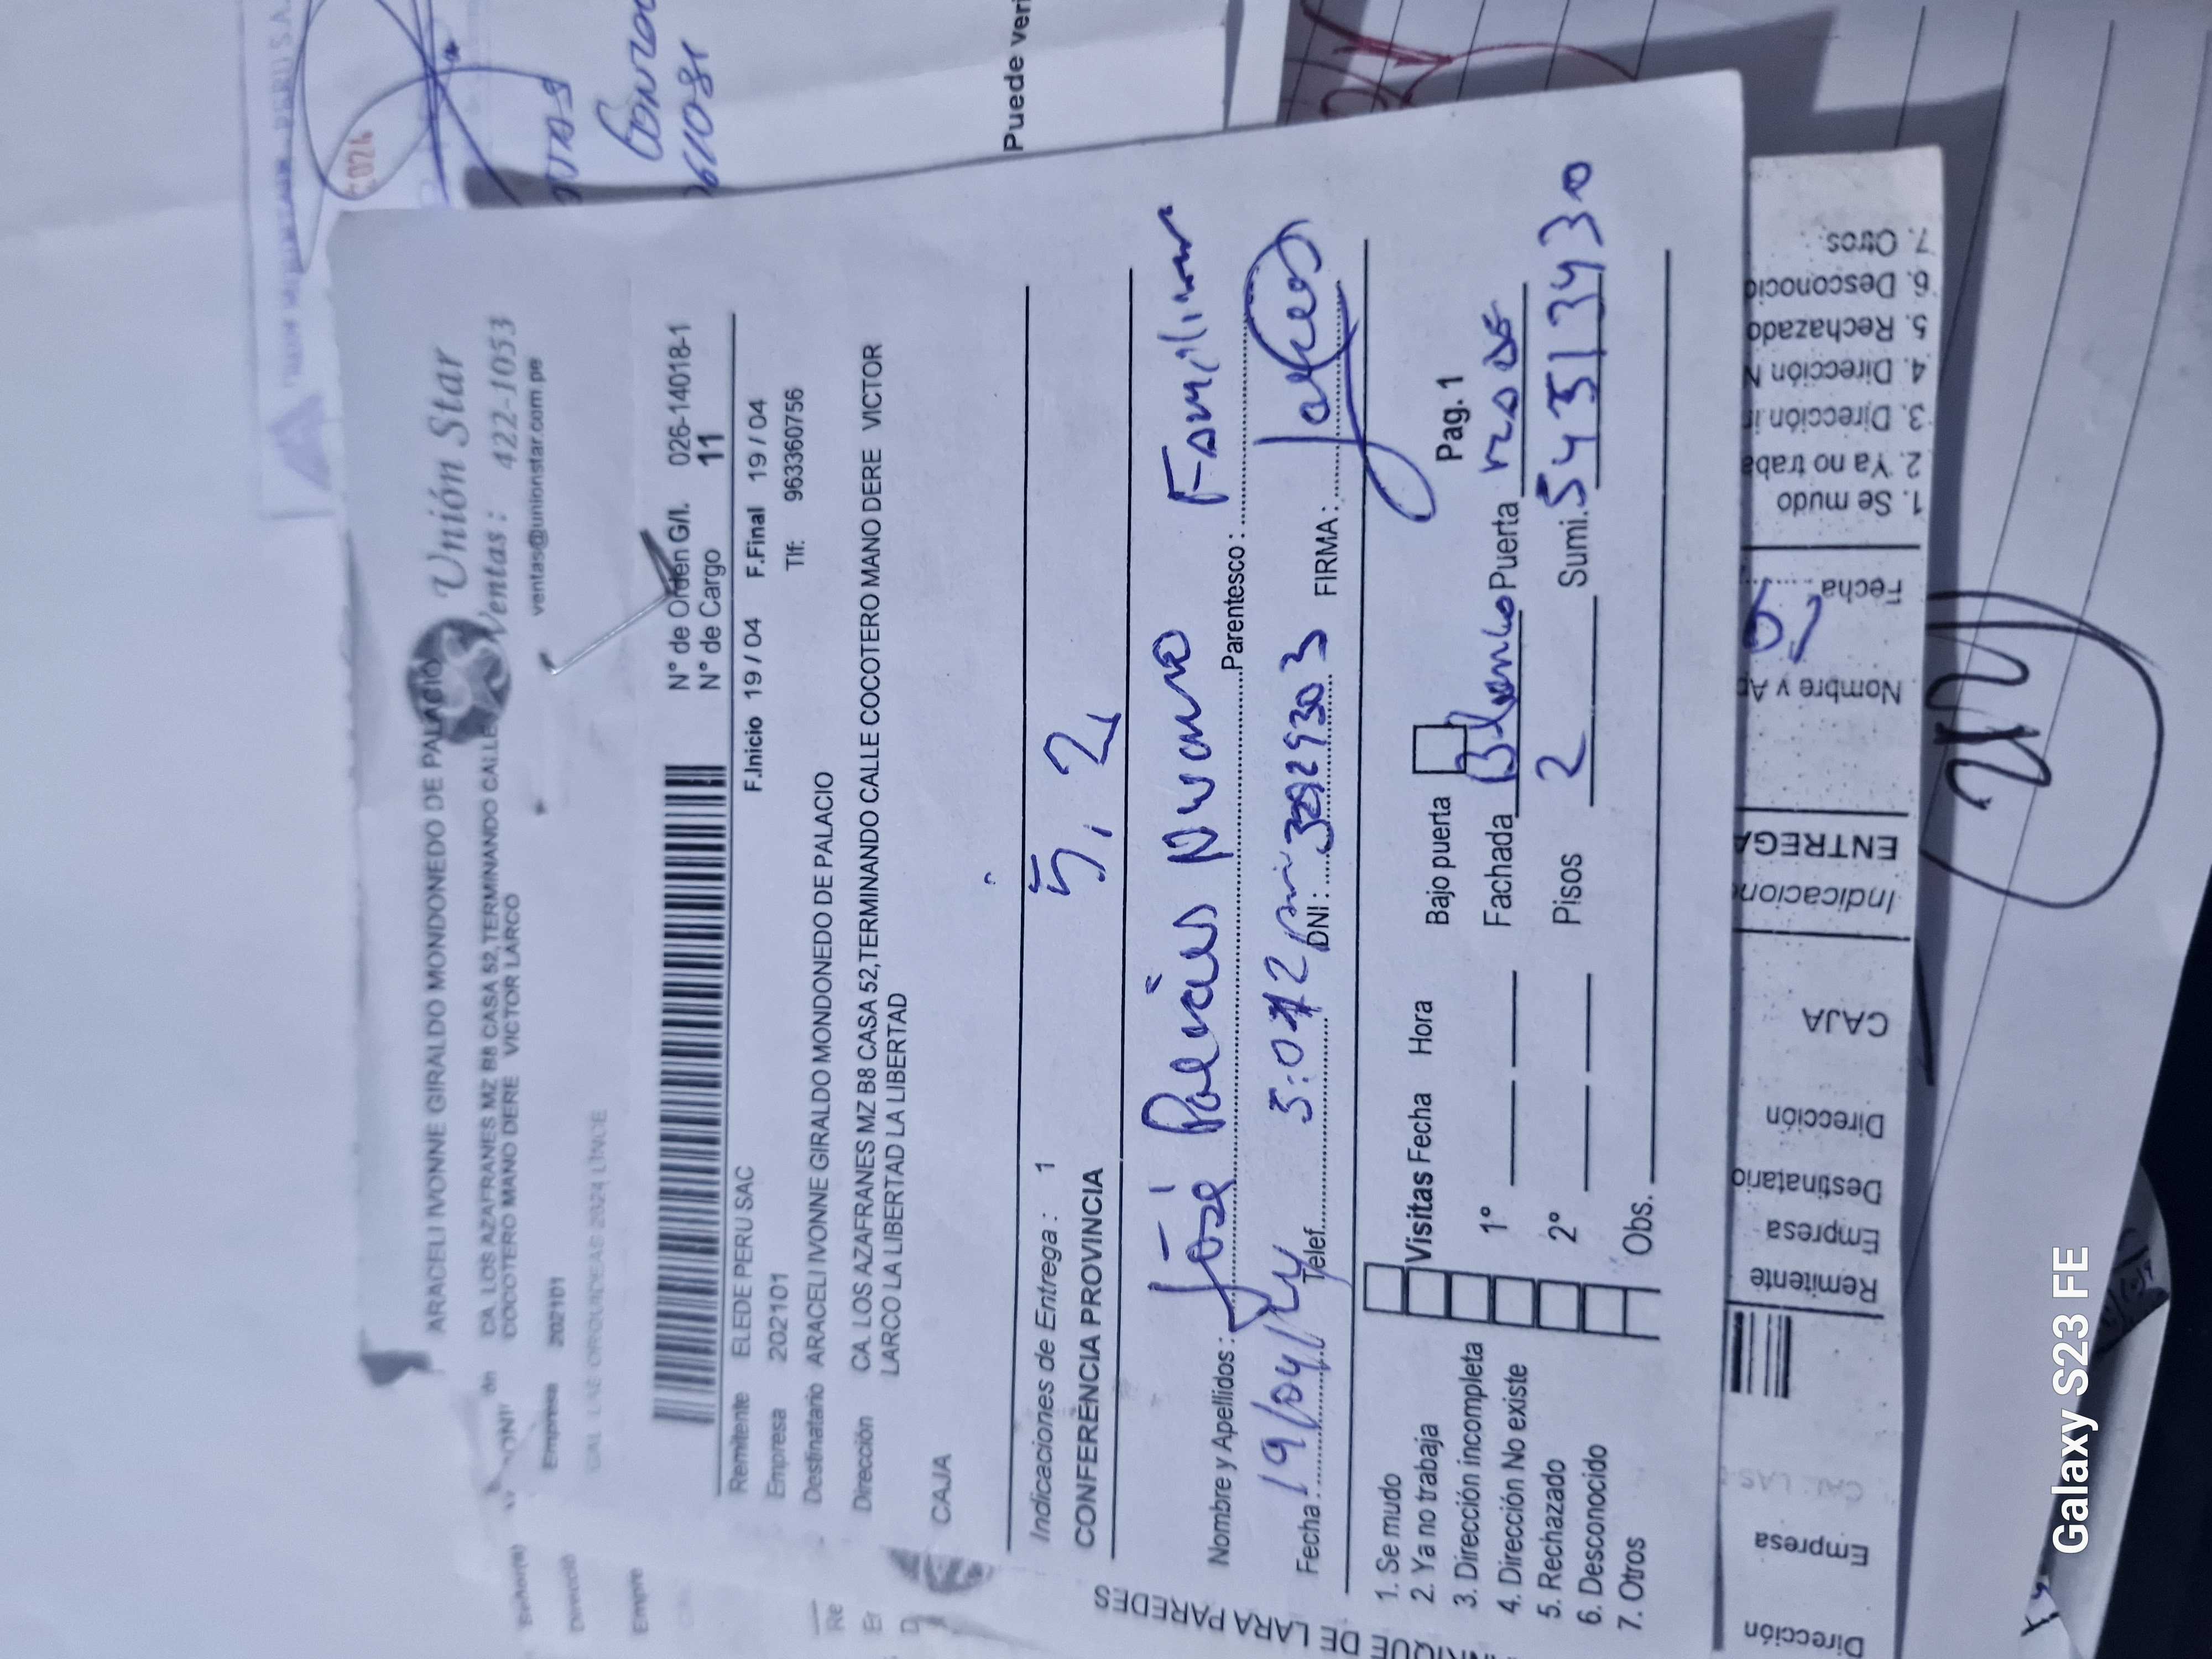 ARACELI IVONNE GIRALDO MONDONEDO DE PALACIO
Unión Star
CA. LOS AZAFRANES MZ B8 CASA 52,TERMINANDO CALLE
Ventas : 422-1053
COCOTERO MANO DERE VICTOR LARCO
ventas@unionstar.com.pe
Empresa 202101
N° de Orden G/I. 026-14018-1
N° de Cargo 11
F.Inicio 19 / 04 F.Final 19 / 04
Remitente ELEDE PERU SAC
Empresa 202101
Tlf: 963360756
Destinatario ARACELI IVONNE GIRALDO MONDONEDO DE PALACIO
Dirección CA. LOS AZAFRANES MZ B8 CASA 52,TERMINANDO CALLE COCOTERO MANO DERE VICTOR
LARCO LA LIBERTAD LA LIBERTAD
CAJA
Indicaciones de Entrega : 1
CONFERENCIA PROVINCIA
5, 2
Nombre y Apellidos : José Palacios Parentesco : Familiar
Fecha : 19/04/24 Telef. DNI : FIRMA :
Pag. 1
1. Se mudo
2. Ya no trabaja
3. Dirección incompleta
4. Dirección No existe
5. Rechazado
6. Desconocido
7. Otros
Visitas Fecha Hora Bajo puerta
1° Fachada Blanco Puerta
2° Pisos 2 Sumi. 54513430
Obs.
Puede veri
DE LARA PAREDES
Dirección
Empresa
Remitente
Empresa
Destinatario
Dirección
CAJA
Indicacion
ENTREGA
Nombre y Ap
Fecha
1. Se mudo
2. Ya no traba
3. Dirección in
4. Dirección N
5. Rechazado
6. Desconocid
7. Otros
Galaxy S23 FE